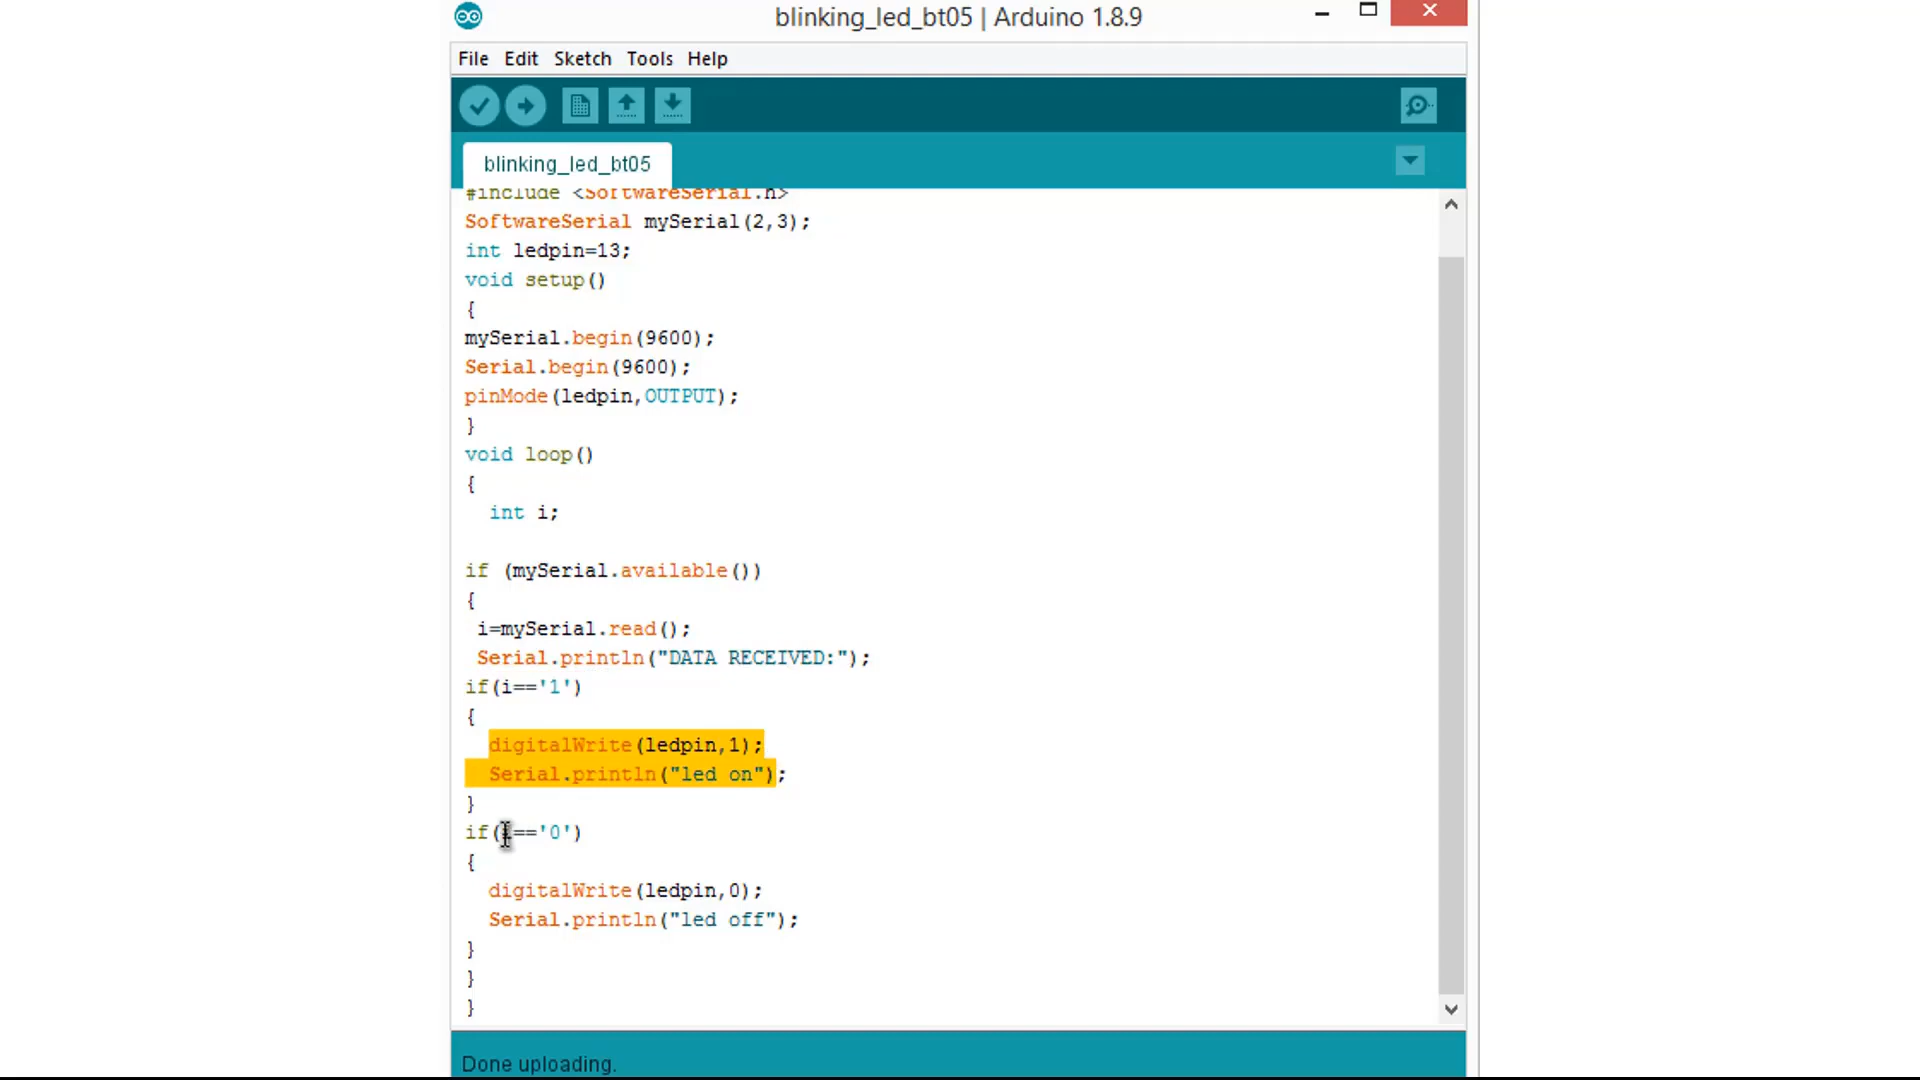 blinking_led_bt05 | Arduino 1.8.9
File Edit Sketch Tools Help
blinking_led_bt05
#include <SoftwareSerial.h>
SoftwareSerial mySerial(2,3);
int ledpin=13;
void setup()
{
mySerial.begin(9600);
Serial.begin(9600);
pinMode(ledpin,OUTPUT);
}
void loop()
{
int i;
if (mySerial.available())
{
i=mySerial.read();
Serial.println("DATA RECEIVED:");
if(i=='1')
{
digitalWrite(ledpin,1);
Serial.println("led on");
}
if(i=='0')
{
digitalWrite(ledpin,0);
Serial.println("led off");
}
}
}
Done uploading.